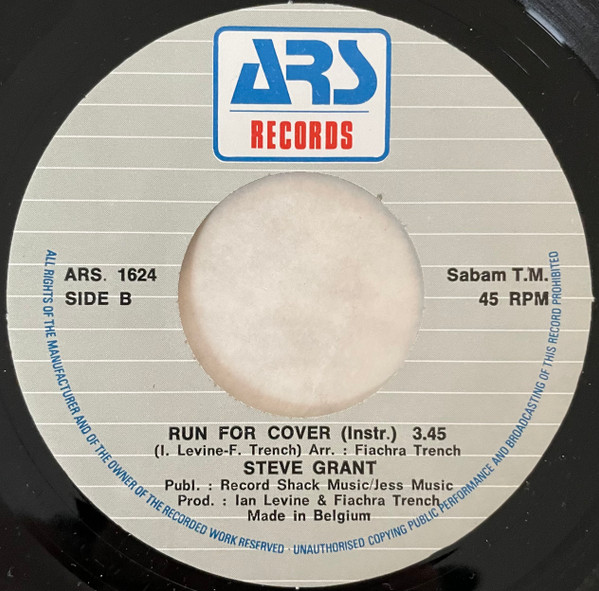 ARS
RECORDS
ARS. 1624
SIDE B
Sabam T.M.
45 RPM
RUN FOR COVER (Instr.) 3.45
(I. Levine-F. Trench) Arr. : Fiachra Trench
STEVE GRANT
Publ. : Record Shack Music/Jess Music
Prod. : Ian Levine & Fiachra Trench
Made in Belgium
ALL RIGHTS OF THE MANUFACTURER AND OF THE OWNER OF THE RECORDED WORK RESERVED · UNAUTHORISED COPYING PUBLIC PERFORMANCE AND BROADCASTING OF THIS RECORD PROHIBITED